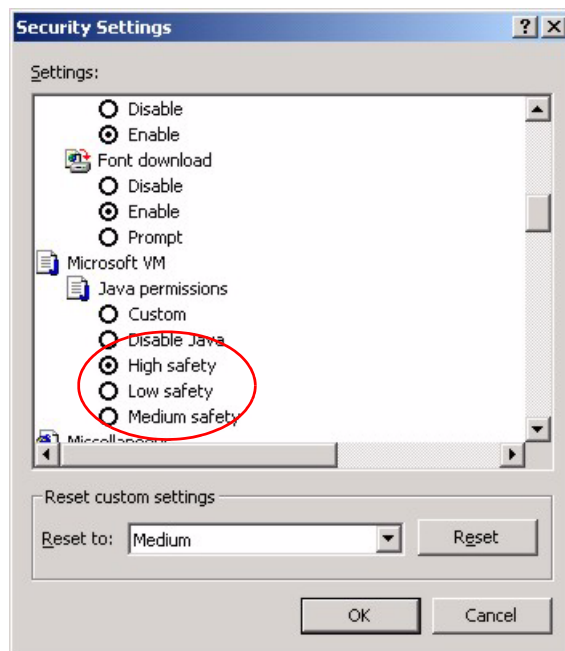 Security Settings
Settings:
Disable
Enable
Font download
Disable
Enable
Prompt
Microsoft VM
Java permissions
Custom
Disable Java
High safety
Low safety
Medium safety
Miscellaneous
Reset custom settings
Reset to: Medium Reset
OK Cancel